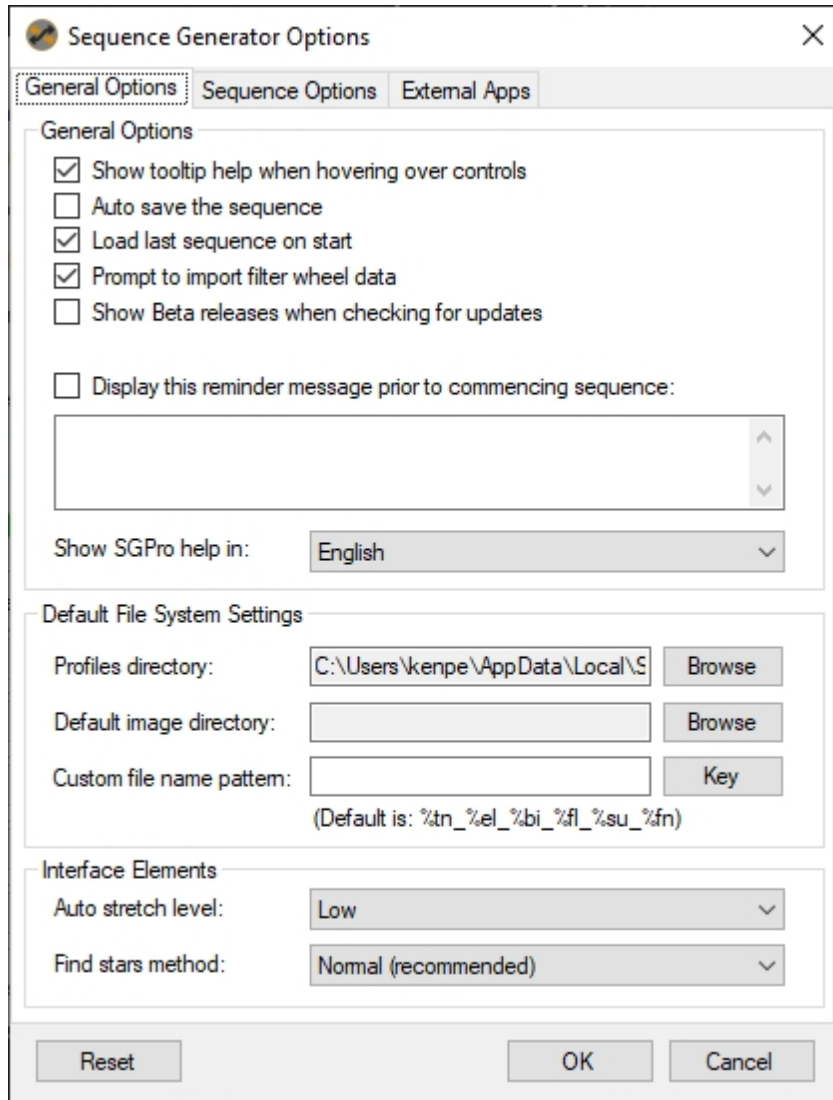 Sequence Generator Options
General Options Sequence Options External Apps
General Options
Show tooltip help when hovering over controls
Auto save the sequence
Load last sequence on start
Prompt to import filter wheel data
Show Beta releases when checking for updates
Display this reminder message prior to commencing sequence:
Show SGPro help in: English
Default File System Settings
Profiles directory: C:\Users\kenpe\AppData\Local\S Browse
Default image directory: Browse
Custom file name pattern: Key
(Default is: %tn_%el_%bi_%fl_%su_%fn)
Interface Elements
Auto stretch level: Low
Find stars method: Normal (recommended)
Reset OK Cancel